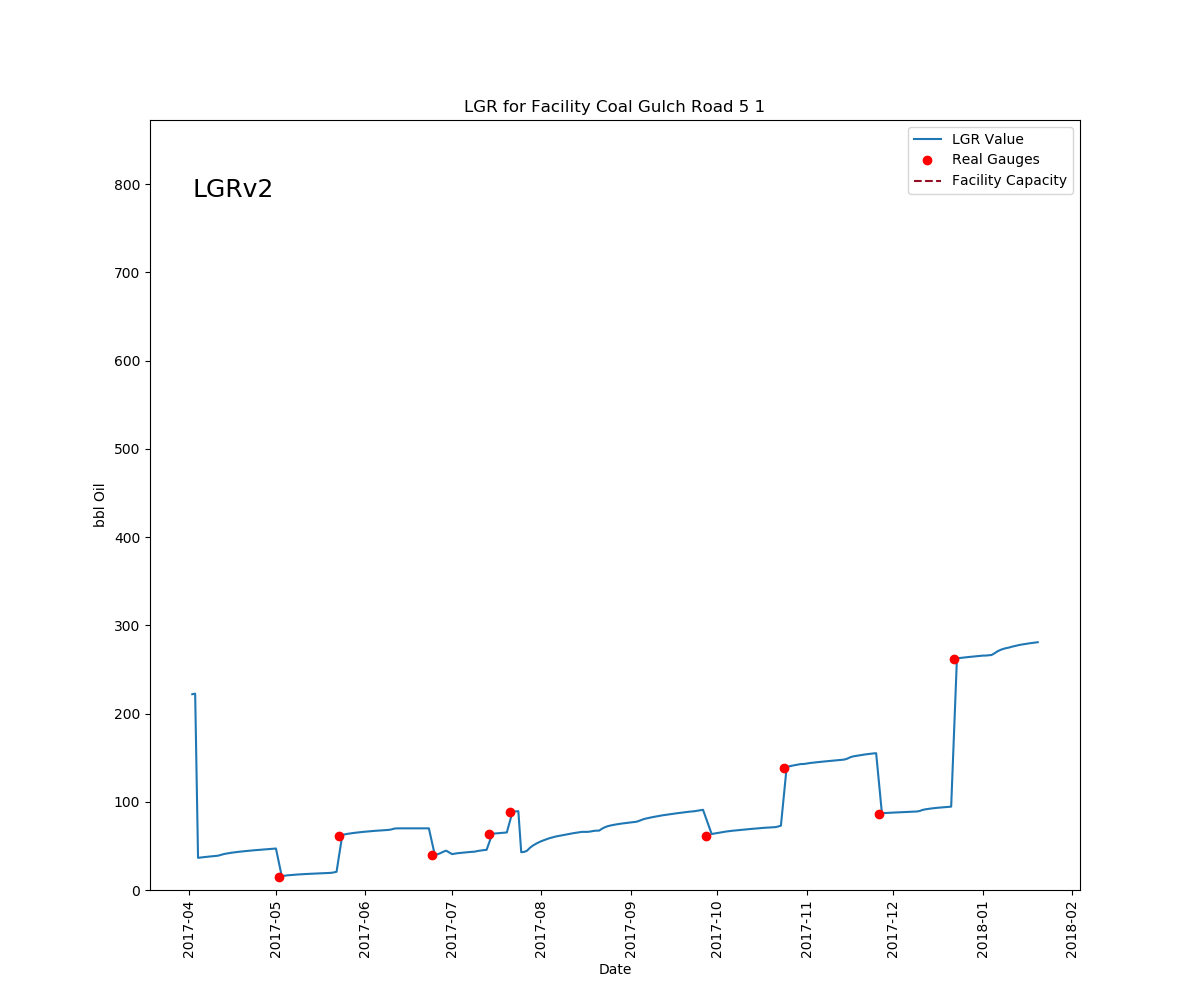 LGR for Facility Coal Gulch Road 5 1
LGR Value
Real Gauges
Facility Capacity
LGRv2
800
700
600
500
400
300
200
100
0
bbl Oil
2017-04
2017-05
2017-06
2017-07
2017-08
2017-09
2017-10
2017-11
2017-12
2018-01
2018-02
Date